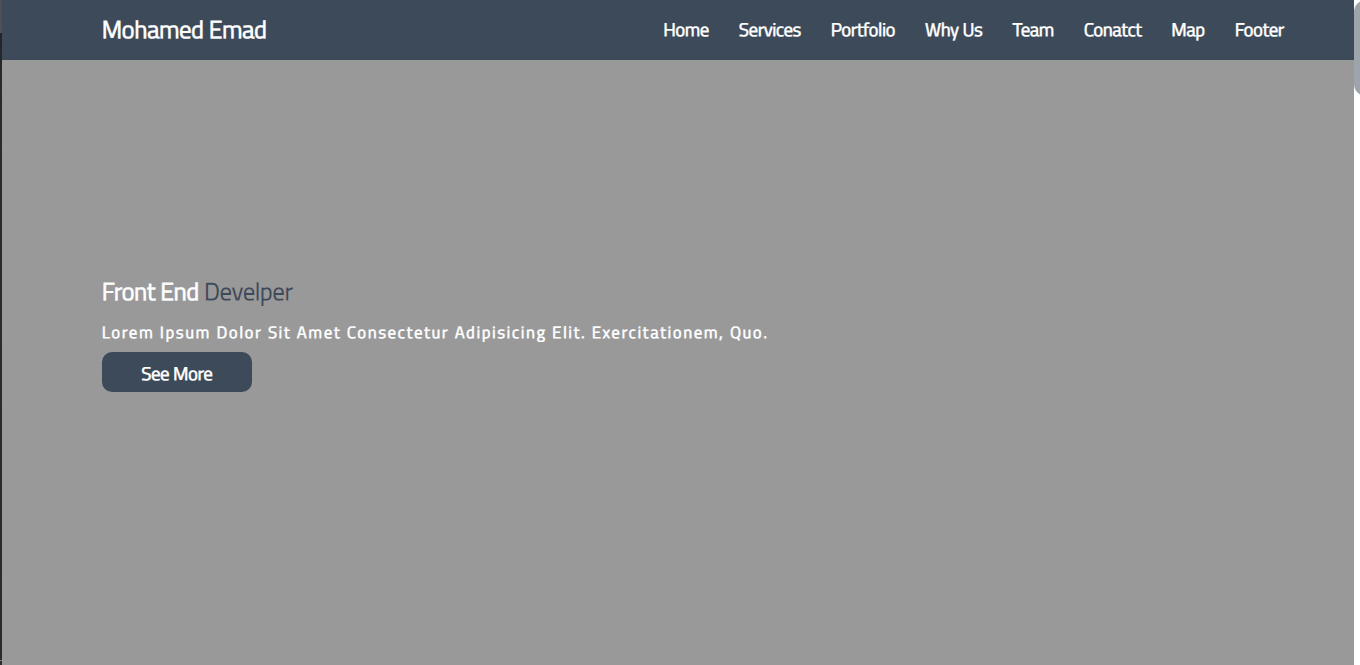 Mohamed Emad Home Services Portfolio Why Us Team Conatct Map Footer
Front End Develper
Lorem Ipsum Dolor Sit Amet Consectetur Adipisicing Elit. Exercitationem, Quo.
See More